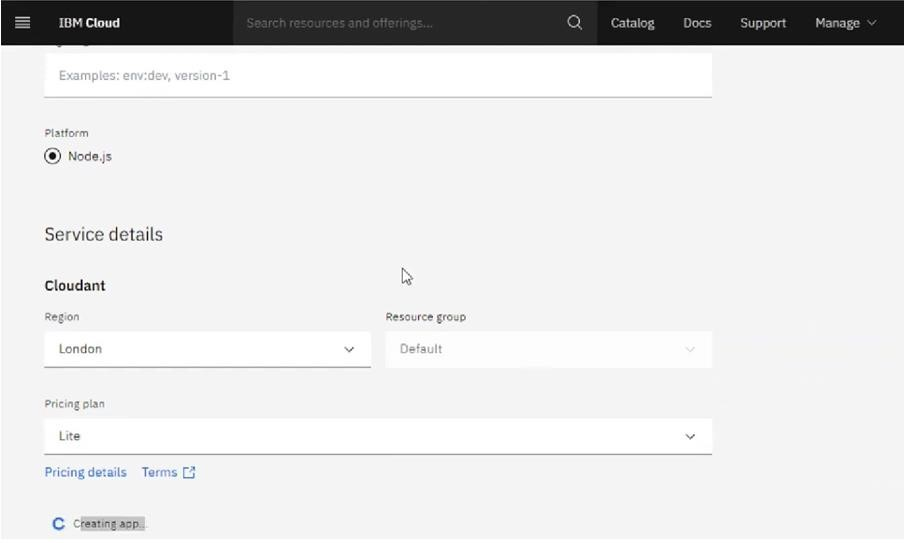 IBM Cloud
Search resources and offerings...
Catalog
Docs
Support
Manage
Examples: env:dev, version-1
Platform
Node.js
Service details
Cloudant
Region
Resource group
London
Default
Pricing plan
Lite
Pricing details
Terms
Creating app...